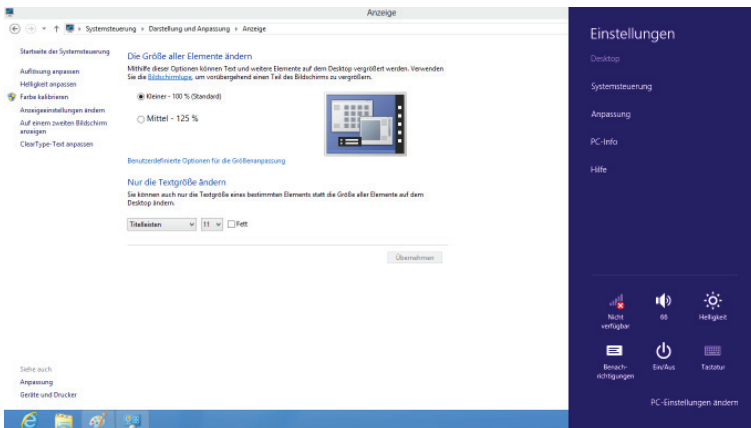 Anzeige
Systemsteuerung Darstellung und Anpassung Anzeige
Startseite der Systemsteuerung
Auflösung anpassen
Helligkeit anpassen
Farbe kalibrieren
Anzeigeeinstellungen ändern
Auf einem zweiten Bildschirm
anzeigen
ClearType-Text anpassen
Die Größe aller Elemente ändern
Mithilfe dieser Optionen können Text und weitere Elemente auf dem Desktop vergrößert werden. Verwenden
Sie die Bildschirmlupe, um vorübergehend einen Teil des Bildschirms zu vergrößern.
Kleiner - 100 % (Standard)
Mittel - 125 %
Benutzerdefinierte Optionen für die Größenanpassung
Nur die Textgröße ändern
Sie können auch nur die Textgröße eines bestimmten Elements statt die Größe aller Elemente auf dem
Desktop ändern.
Titelleisten 11 Fett
Übernehmen
Siehe auch
Anpassung
Geräte und Drucker
Einstellungen
Desktop
Systemsteuerung
Anpassung
PC-Info
Hilfe
Nicht
verfügbar
66
Helligkeit
Benach-
richtigungen
Ein/Aus
Tastatur
PC-Einstellungen ändern